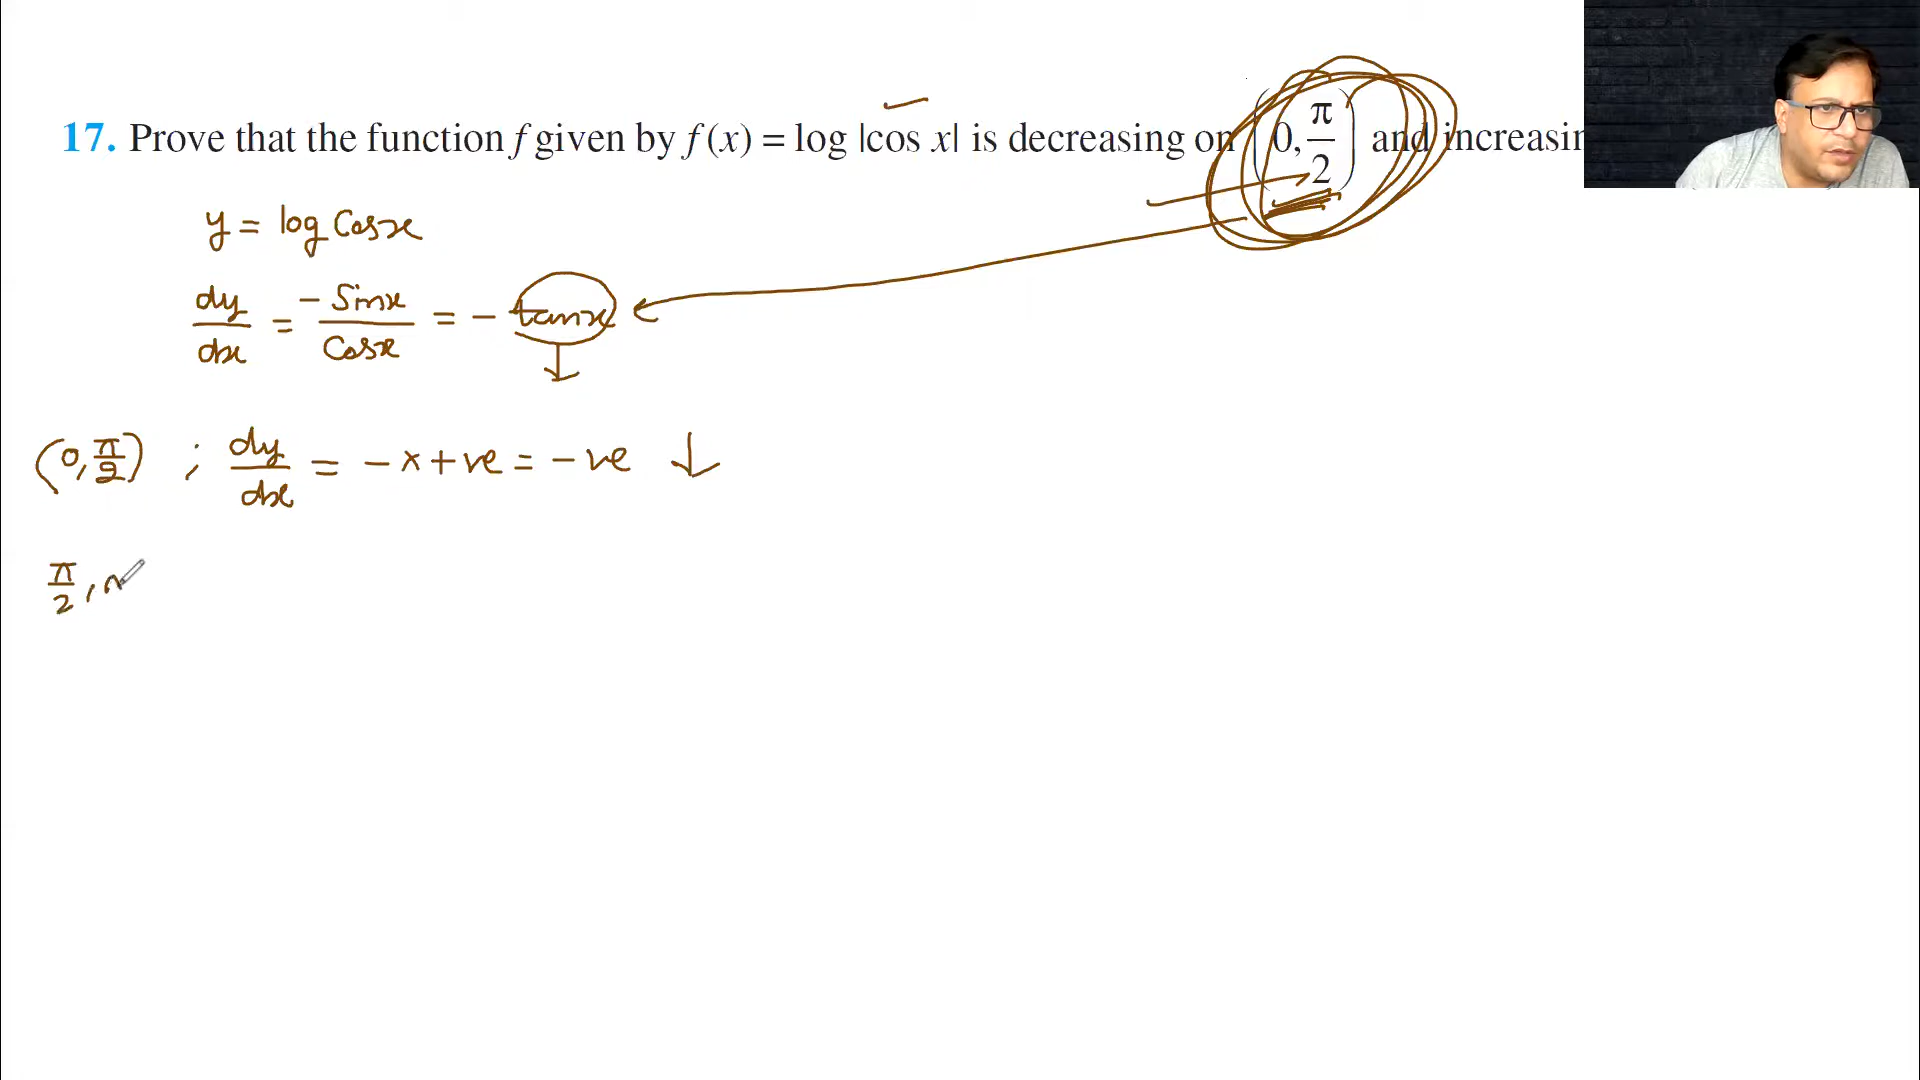 17. Prove that the function f given by f(x) = log |cos x| is decreasing on (0, π/2) and increasin
y = log Cosx
dy/dx = -Sinx/Cosx = - tanx
(0, π/2) ; dy/dx = - x +ve = -ve ↓
π/2,